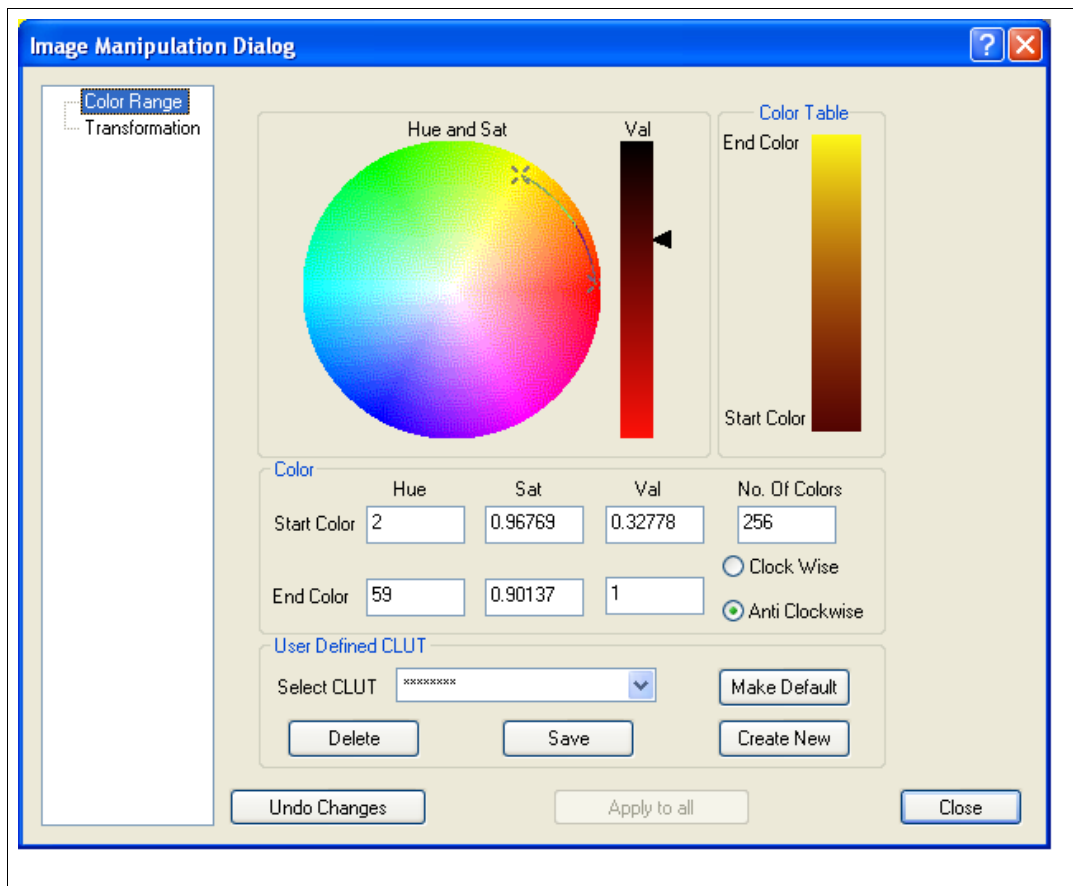 Image Manipulation Dialog
Color Range
Transformation
Hue and Sat
Val
Color Table
End Color
Start Color
Color
Hue
Sat
Val
No. Of Colors
Start Color
2
0.96769
0.32778
256
Clock Wise
End Color
59
0.90137
1
Anti Clockwise
User Defined CLUT
Select CLUT
********
Make Default
Delete
Save
Create New
Undo Changes
Apply to all
Close